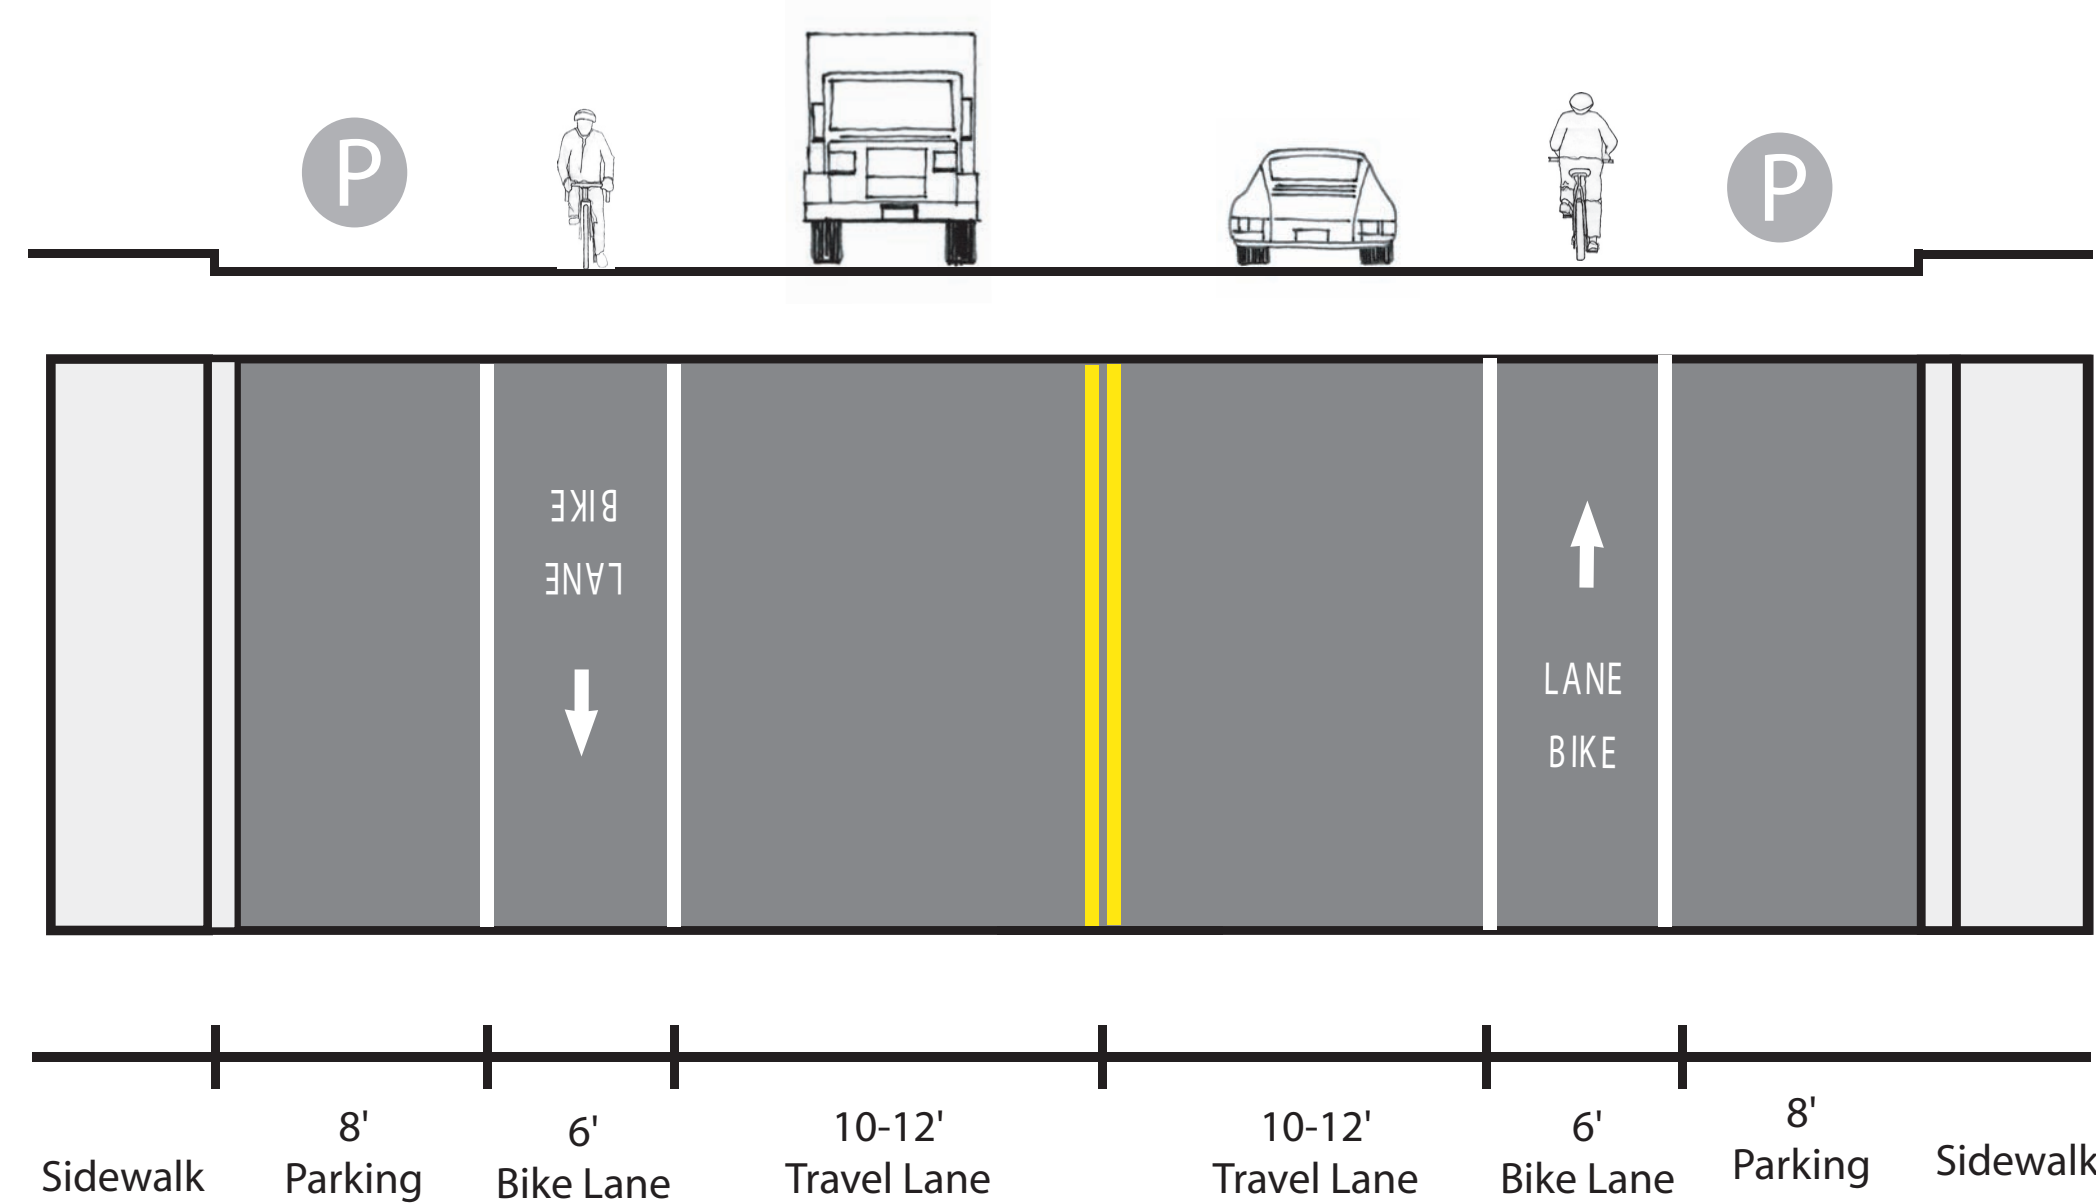 P
P
BIKE
LANE
LANE
BIKE
8'
Parking
6'
Bike Lane
10-12'
Travel Lane
10-12'
Travel Lane
6'
Bike Lane
8'
Parking
Sidewalk
Sidewalk